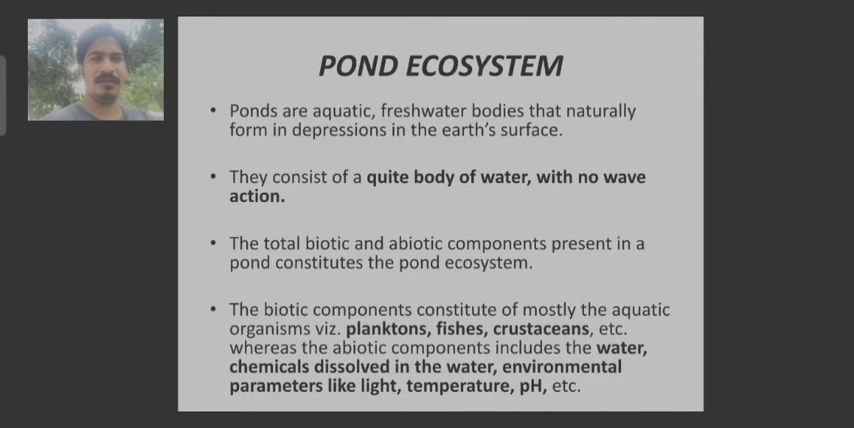 POND ECOSYSTEM
• Ponds are aquatic, freshwater bodies that naturally
form in depressions in the earth's surface.
• They consist of a quite body of water, with no wave
action.
• The total biotic and abiotic components present in a
pond constitutes the pond ecosystem.
• The biotic components constitute of mostly the aquatic
organisms viz. planktons, fishes, crustaceans, etc.
whereas the abiotic components includes the water,
chemicals dissolved in the water, environmental
parameters like light, temperature, pH, etc.